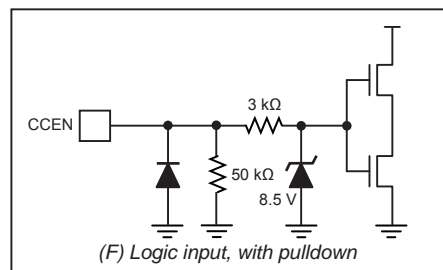 3 kΩ
CCEN
50 kΩ
8.5 V
(F) Logic input, with pulldown